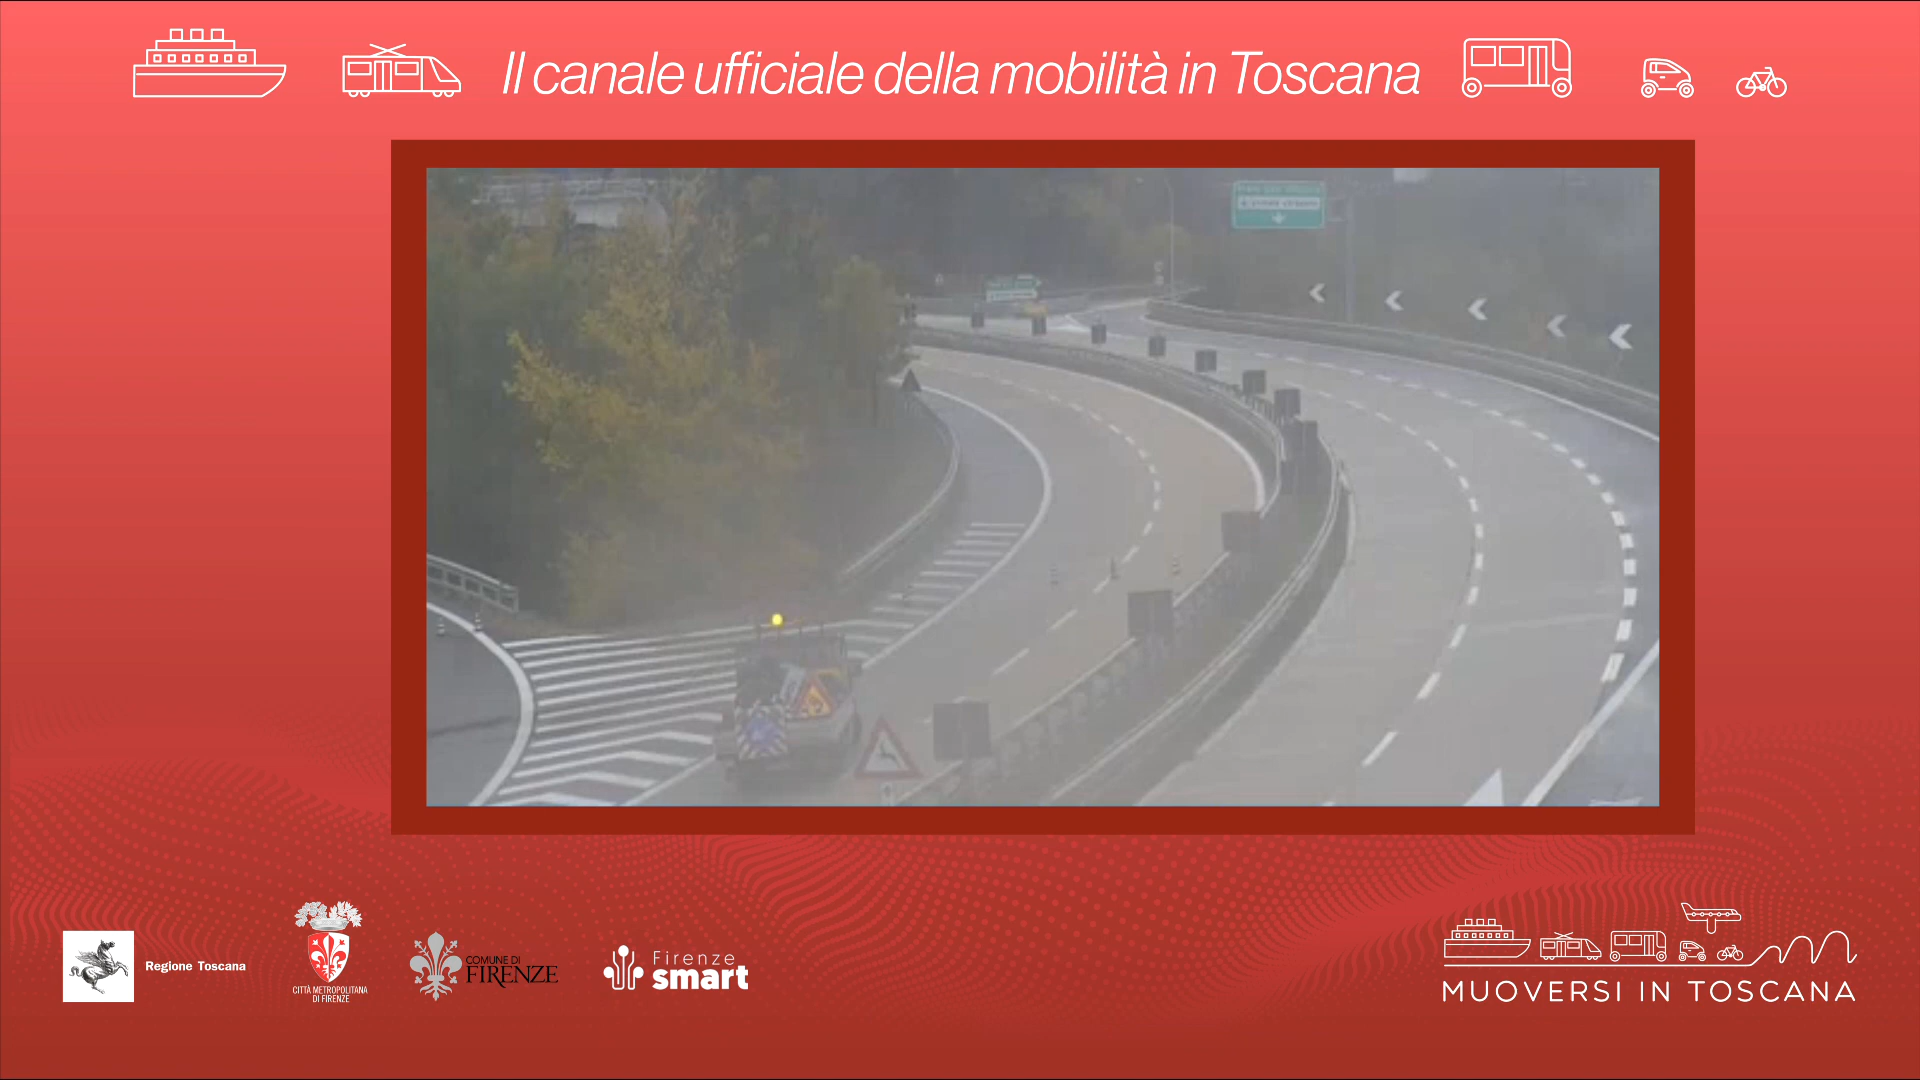 Il canale ufficiale della mobilità in Toscana
Regione Toscana
CITTÀ METROPOLITANA
DI FIRENZE
COMUNE DI
FIRENZE
Firenze
smart
MUOVERSI IN TOSCANA